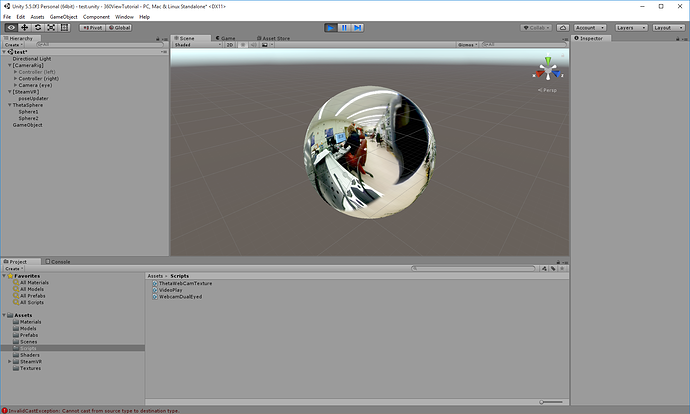 Unity 5.5.0f3 Personal (64bit) - test.unity - 360ViewTutorial - PC, Mac & Linux Standalone* <DX11>
File Edit Assets GameObject Component Window Help
Pivot Global Collab Account Layers Layout
Hierarchy
Create All
test*
Directional Light
[CameraRig]
Controller (left)
Controller (right)
Camera (eye)
[SteamVR]
poseUpdater
ThetaSphere
Sphere1
Sphere2
GameObject
Scene Game Asset Store
Shaded 2D Gizmos All
Persp
Inspector
Project Console
Create
Favorites
All Materials
All Models
All Prefabs
All Scripts
Assets
Materials
Models
Prefabs
Scenes
Scripts
Shaders
SteamVR
Textures
Assets Scripts
ThetaWebCamTexture
VideoPlay
WebcamDualEyed
InvalidCastException: Cannot cast from source type to destination type.